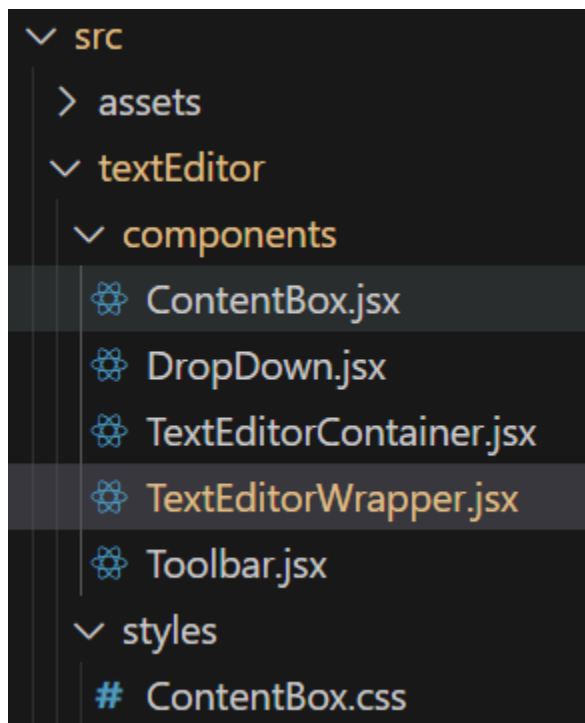 src
assets
textEditor
components
ContentBox.jsx
DropDown.jsx
TextEditorContainer.jsx
TextEditorWrapper.jsx
Toolbar.jsx
styles
# ContentBox.css